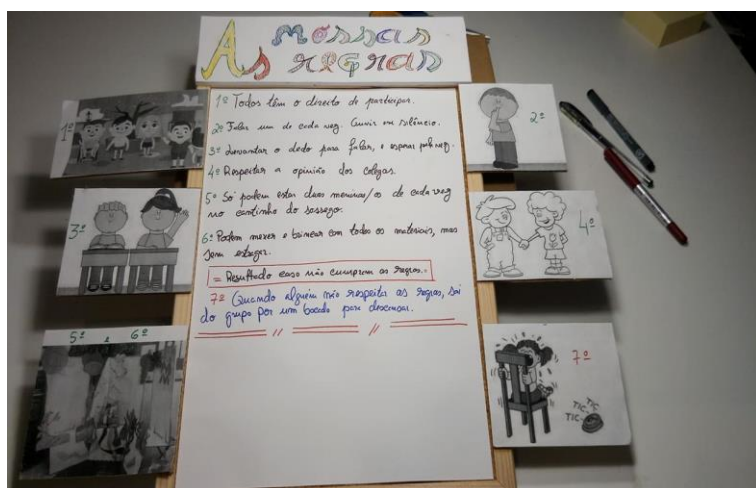 As nossas
regras
1º Todos têm o direito de participar.
2º Falar um de cada vez. Ouvir em silêncio.
3º Levantar o dedo para falar, e esperar pela vez.
4º Respeitar a opinião dos colegas.
5º Só podem estar duas meninas/os de cada vez
no cantinho do sossego.
6º Podem mexer e brincar com todos os materiais, mas
sem estragar.
= Resultado caso não cumpram as regras.=
7º Quando alguém não respeitar as regras, sai
do grupo por um bocado para descansar.
1º
2º
3º
4º
5º e 6º
7º
TIC
TIC
TIC